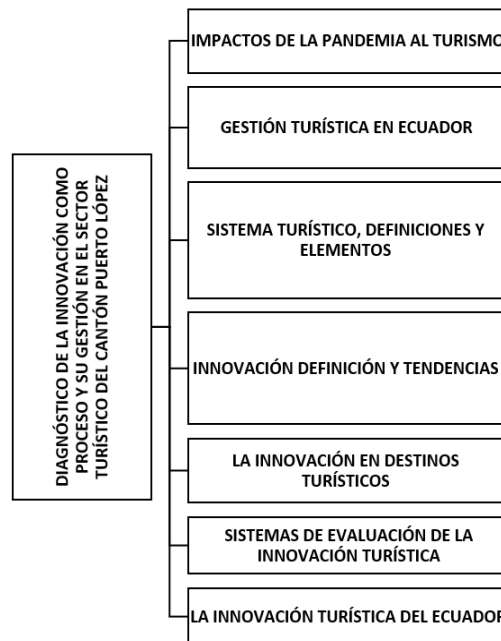 DIAGNÓSTICO DE LA INNOVACIÓN COMO
PROCESO Y SU GESTIÓN EN EL SECTOR
TURÍSTICO DEL CANTÓN PUERTO LÓPEZ
IMPACTOS DE LA PANDEMIA AL TURISMO
GESTIÓN TURÍSTICA EN ECUADOR
SISTEMA TURÍSTICO, DEFINICIONES Y
ELEMENTOS
INNOVACIÓN DEFINICIÓN Y TENDENCIAS
LA INNOVACIÓN EN DESTINOS
TURÍSTICOS
SISTEMAS DE EVALUACIÓN DE LA
INNOVACIÓN TURÍSTICA
LA INNOVACIÓN TURÍSTICA DEL ECUADOR